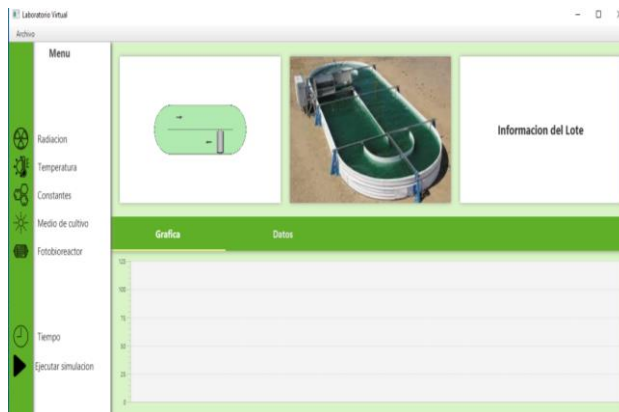 Laboratorio Virtual
Archivo
Menu
Radiacion
Temperatura
Constantes
Medio de cultivo
Fotobioreactor
Tiempo
Ejecutar simulacion
Informacion del Lote
Grafica Datos
125
100
75
50
25
0